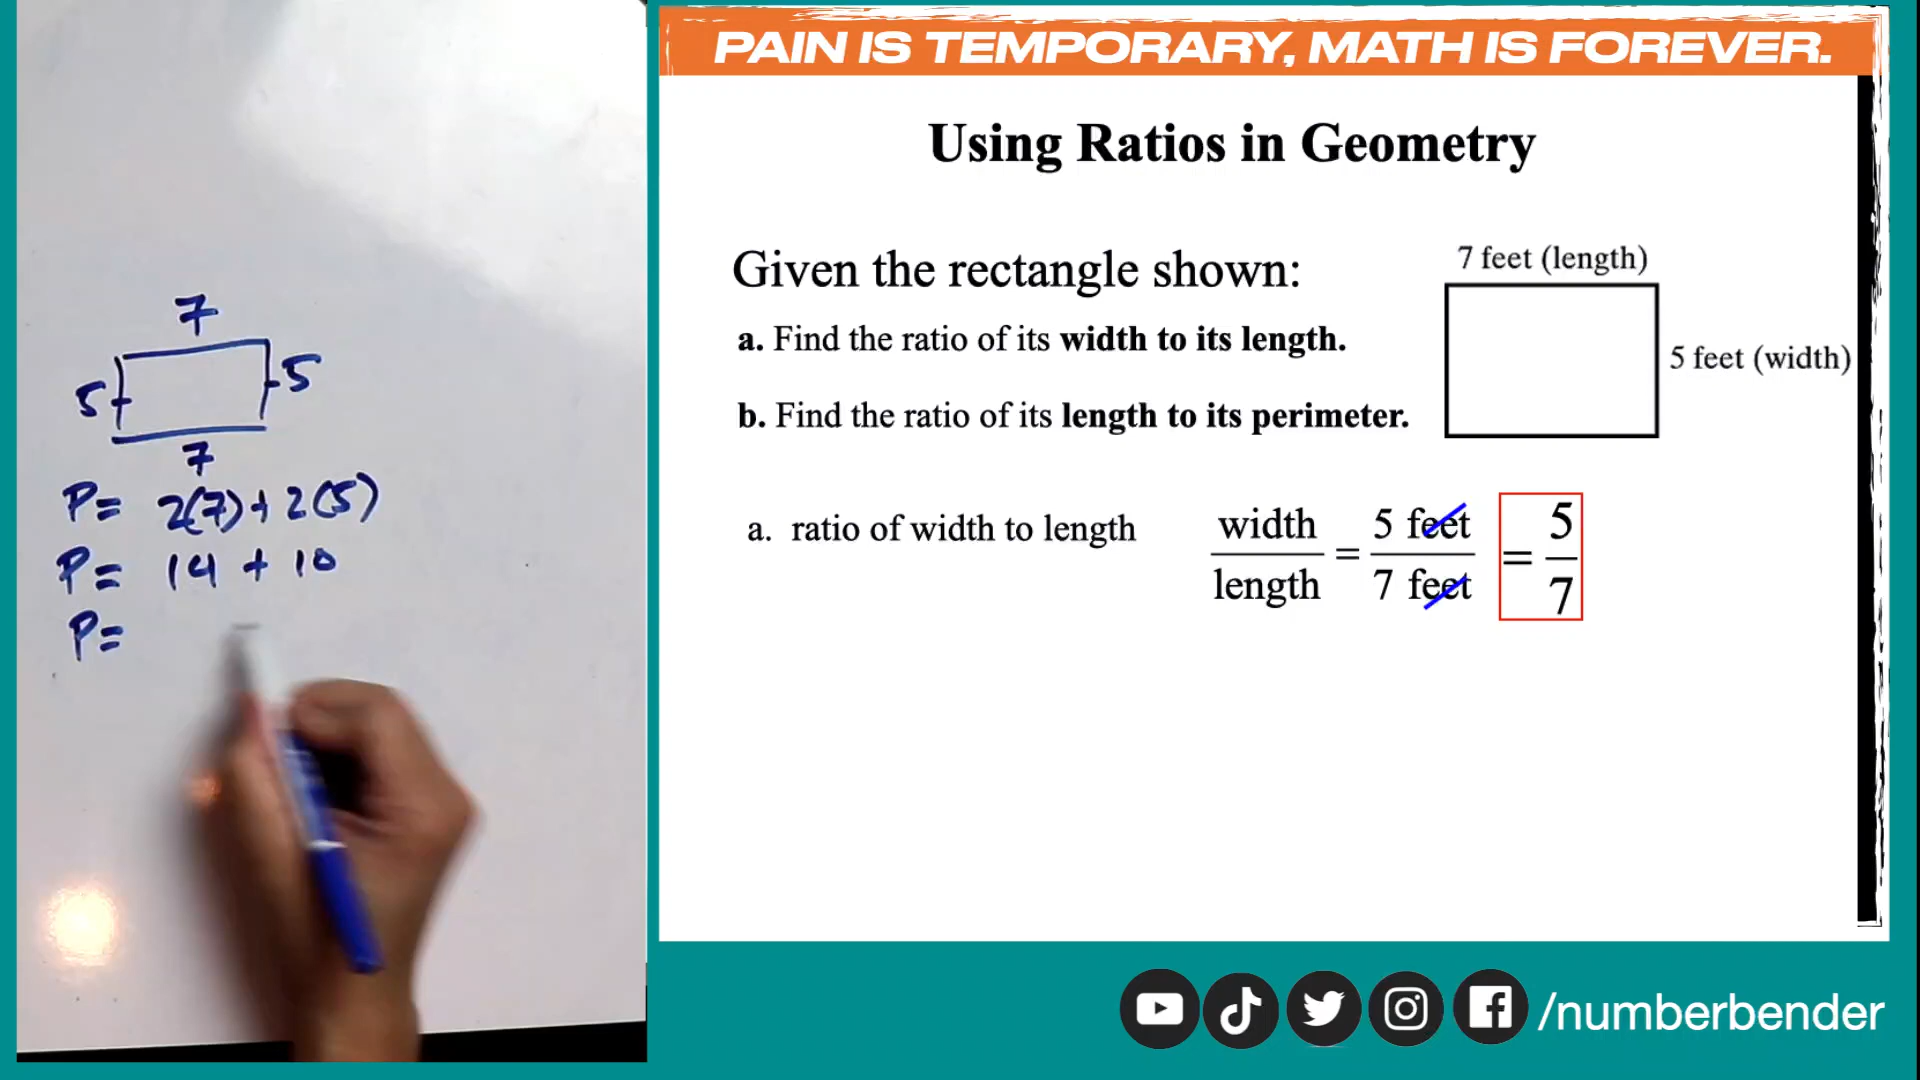 PAIN IS TEMPORARY, MATH IS FOREVER.
Using Ratios in Geometry
Given the rectangle shown:
a. Find the ratio of its width to its length.
b. Find the ratio of its length to its perimeter.
7 feet (length)
5 feet (width)
a. ratio of width to length
width/length = 5 feet/7 feet = 5/7
7
5
5
7
P= 2(7)+2(5)
P= 14 + 10
P=
/numberbender